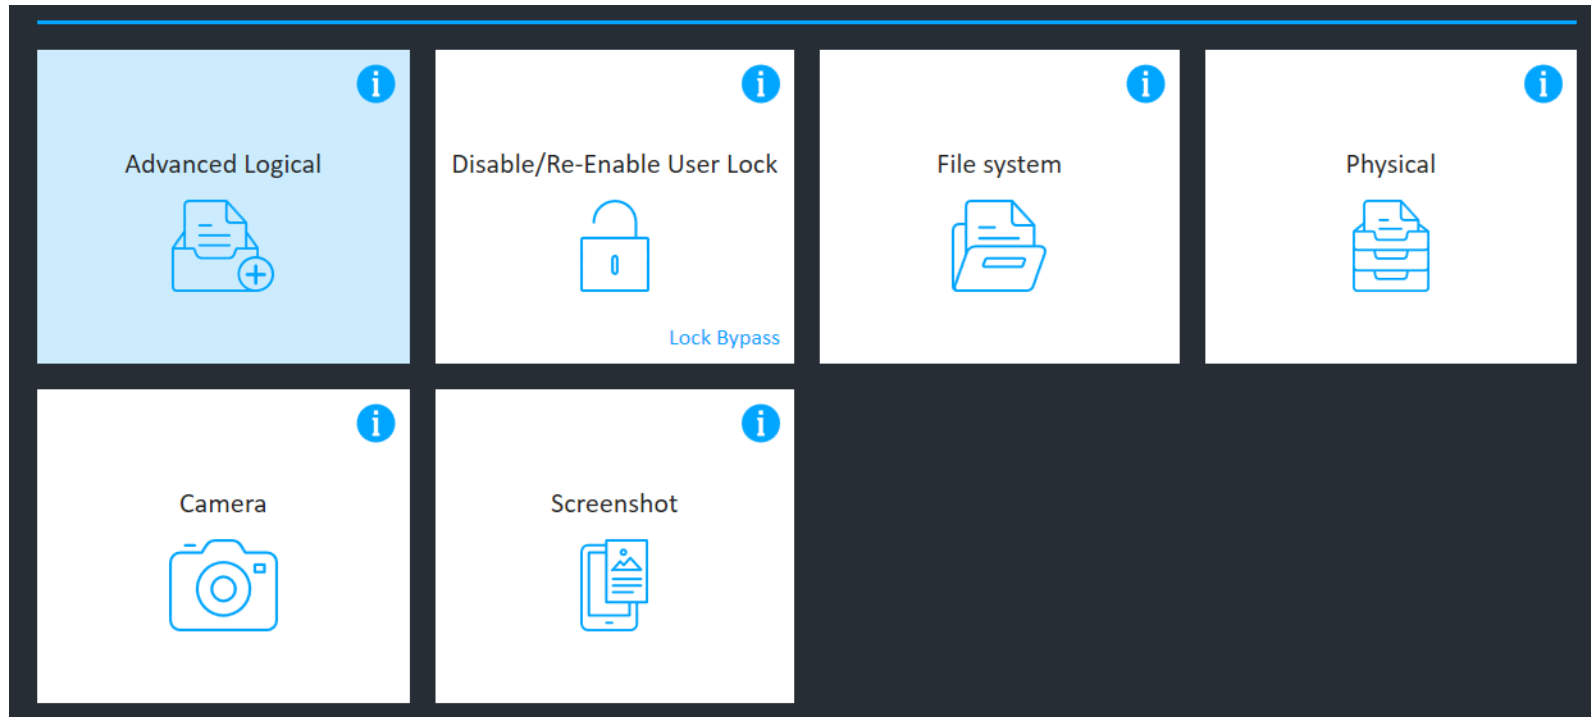 Advanced Logical
Disable/Re-Enable User Lock
Lock Bypass
File system
Physical
Camera
Screenshot